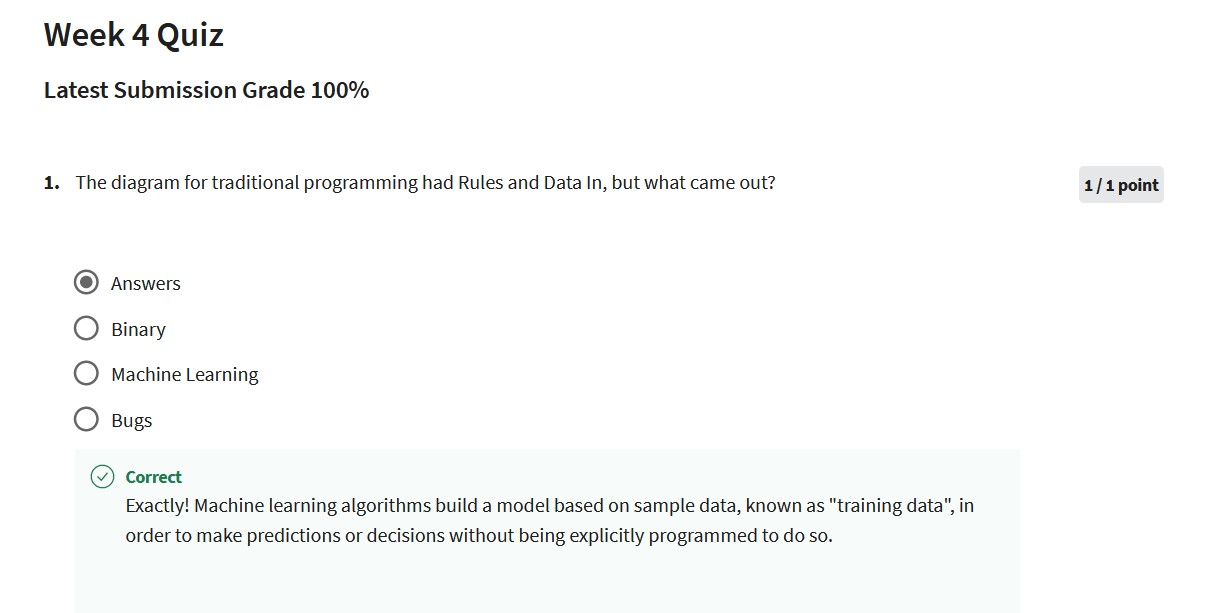 Week 4 Quiz
Latest Submission Grade 100%
1. The diagram for traditional programming had Rules and Data In, but what came out?
1 / 1 point
Answers
Binary
Machine Learning
Bugs
Correct
Exactly! Machine learning algorithms build a model based on sample data, known as "training data", in
order to make predictions or decisions without being explicitly programmed to do so.